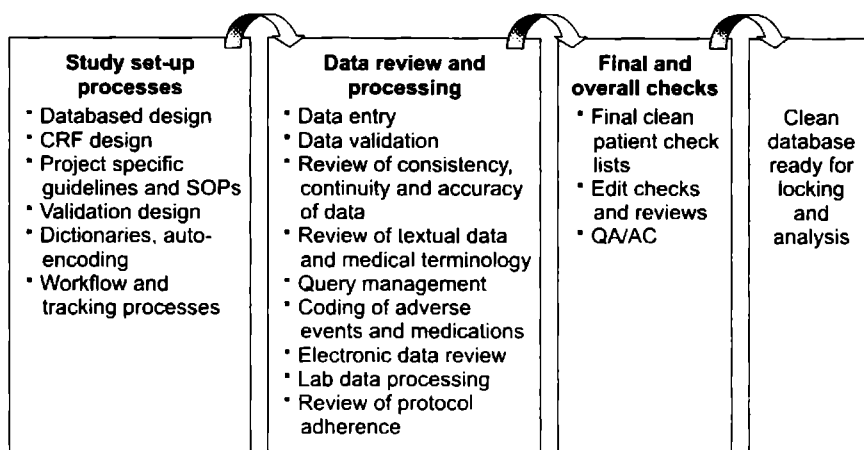 Study set-up
processes
• Databased design
• CRF design
• Project specific
guidelines and SOPs
• Validation design
• Dictionaries, auto-
encoding
• Workflow and
tracking processes
Data review and
processing
• Data entry
• Data validation
• Review of consistency,
continuity and accuracy
of data
• Review of textual data
and medical terminology
• Query management
• Coding of adverse
events and medications
• Electronic data review
• Lab data processing
• Review of protocol
adherence
Final and
overall checks
• Final clean
patient check
lists
• Edit checks
and reviews
• QA/AC
Clean
database
ready for
locking
and
analysis